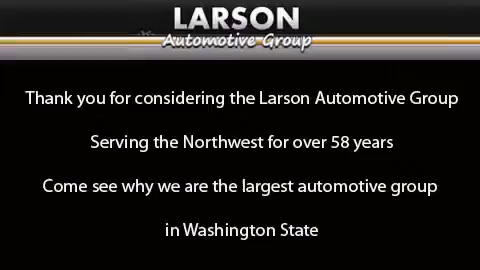 LARSON
Automotive Group
Thank you for considering the Larson Automotive Group
Serving the Northwest for over 58 years
Come see why we are the largest automotive group
in Washington State